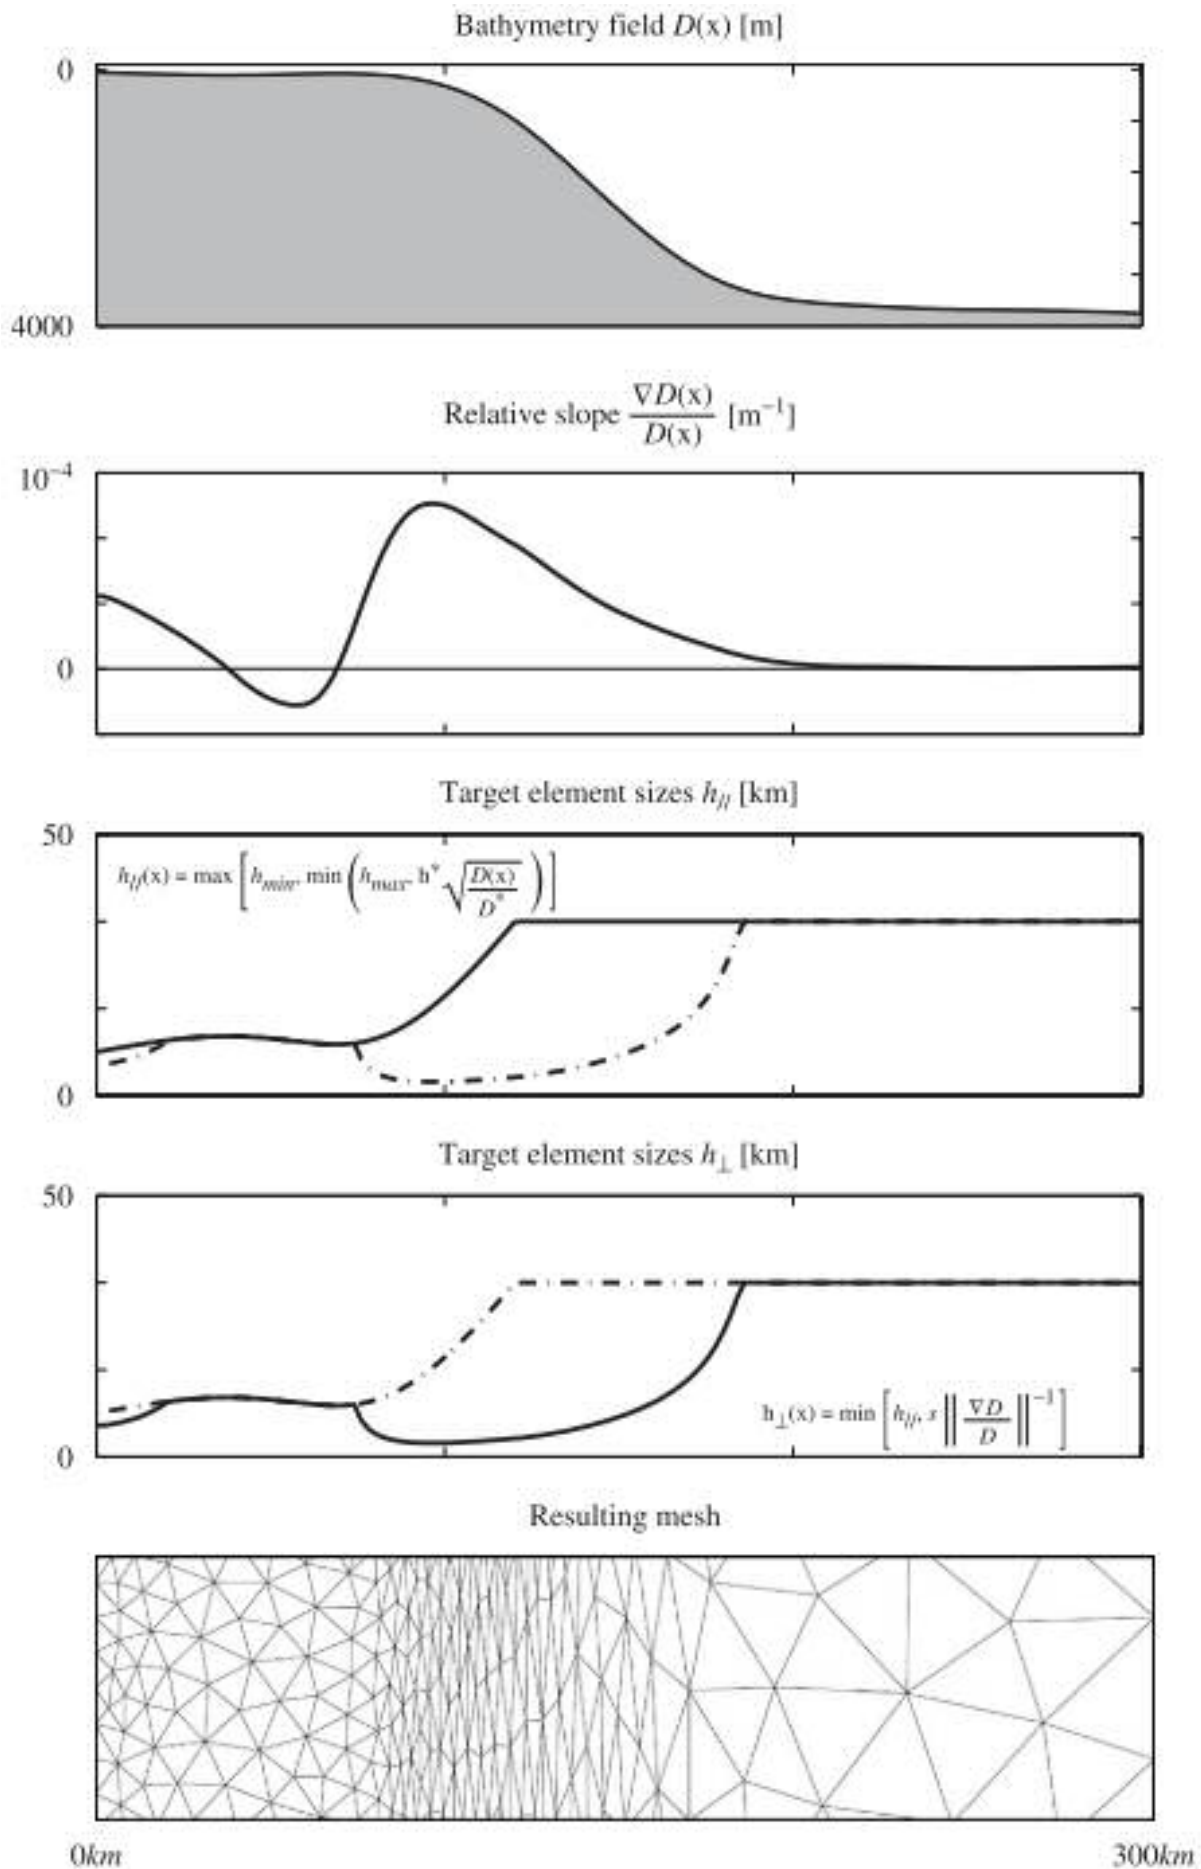 Bathymetry field D(x) [m]
0
4000
Relative slope ∇D(x)/D(x) [m⁻¹]
10⁻⁴
0
Target element sizes h// [km]
50
h//(x) = max [ hmin, min ( hmax, h* √(D(x)/D*) ) ]
0
Target element sizes h⊥ [km]
50
h⊥(x) = min [ h//, s ‖ ∇D/D ‖⁻¹ ]
0
Resulting mesh
0km
300km